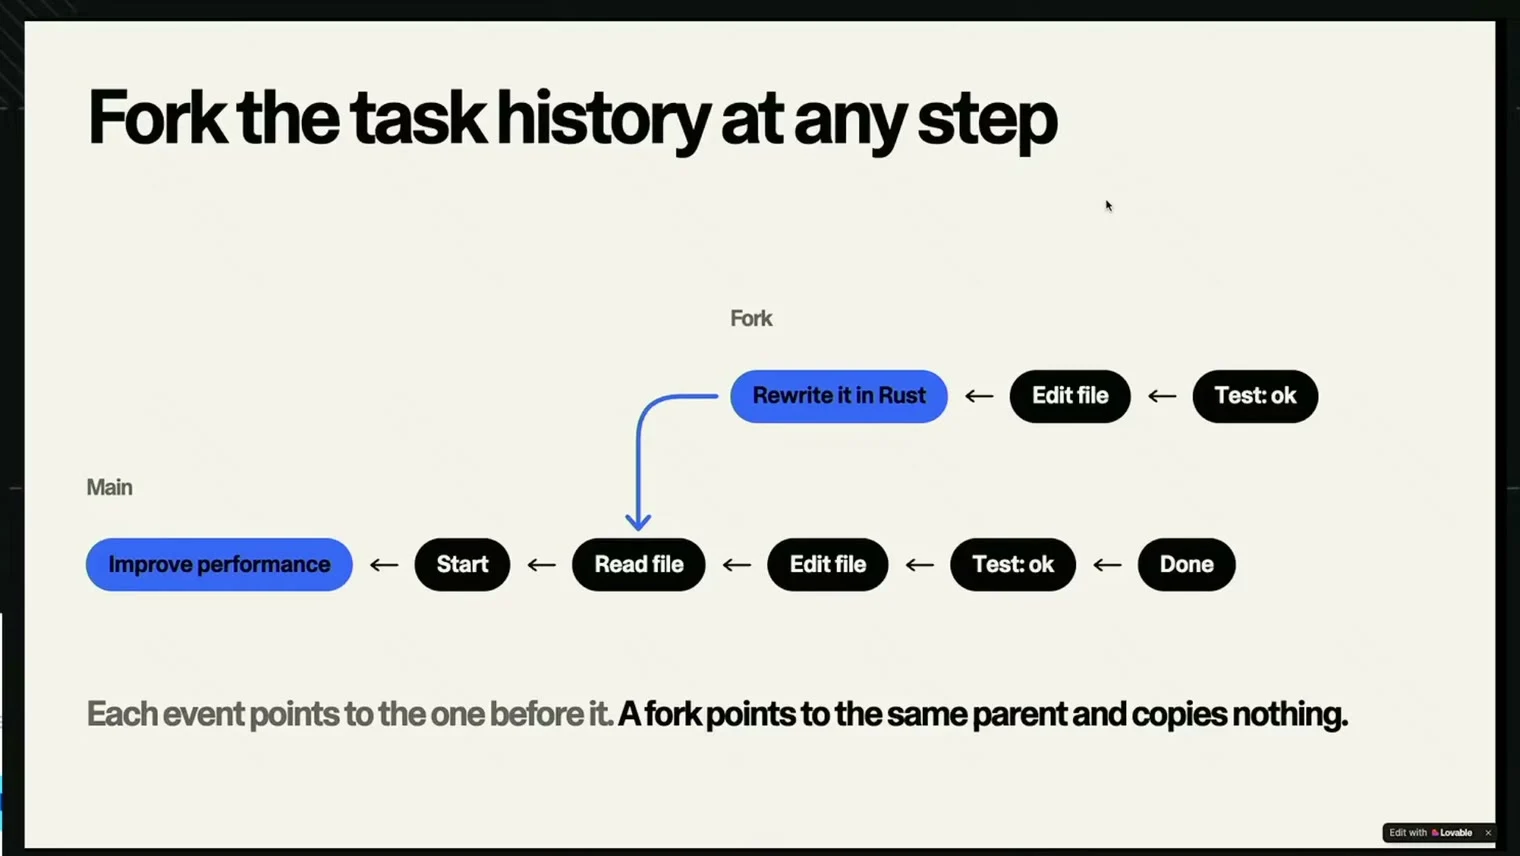 Fork the task history at any step
Fork
Rewrite it in Rust ← Edit file ← Test: ok
Main
Improve performance ← Start ← Read file ← Edit file ← Test: ok ← Done
Each event points to the one before it. A fork points to the same parent and copies nothing.
Edit with Lovable ×